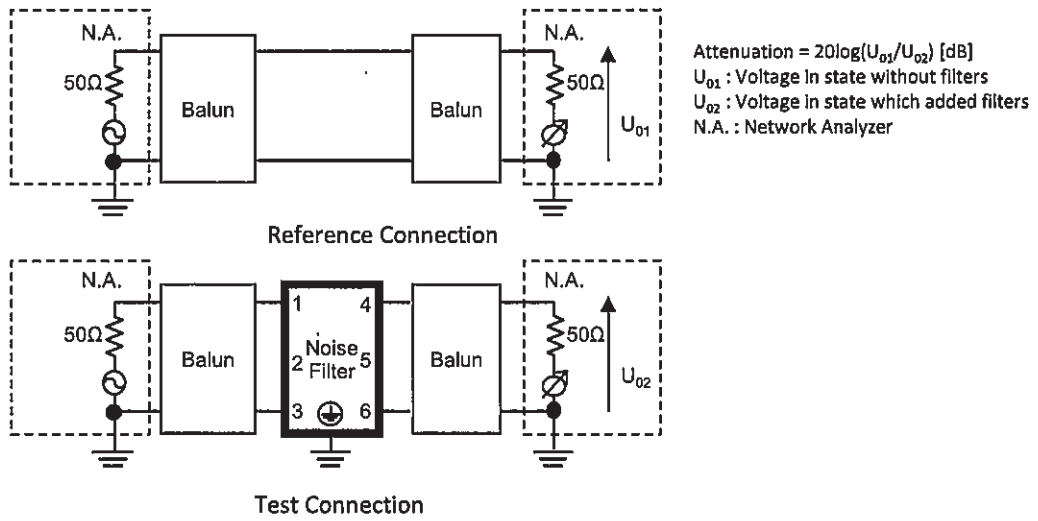 N.A.
50Ω
Balun
Balun
N.A.
50Ω
U01
Attenuation = 20log(U01/U02) [dB]
U01 : Voltage in state without filters
U02 : Voltage in state which added filters
N.A. : Network Analyzer
Reference Connection
N.A.
50Ω
Balun
1 4
2 Noise 5
Filter
3 6
Balun
N.A.
50Ω
U02
Test Connection